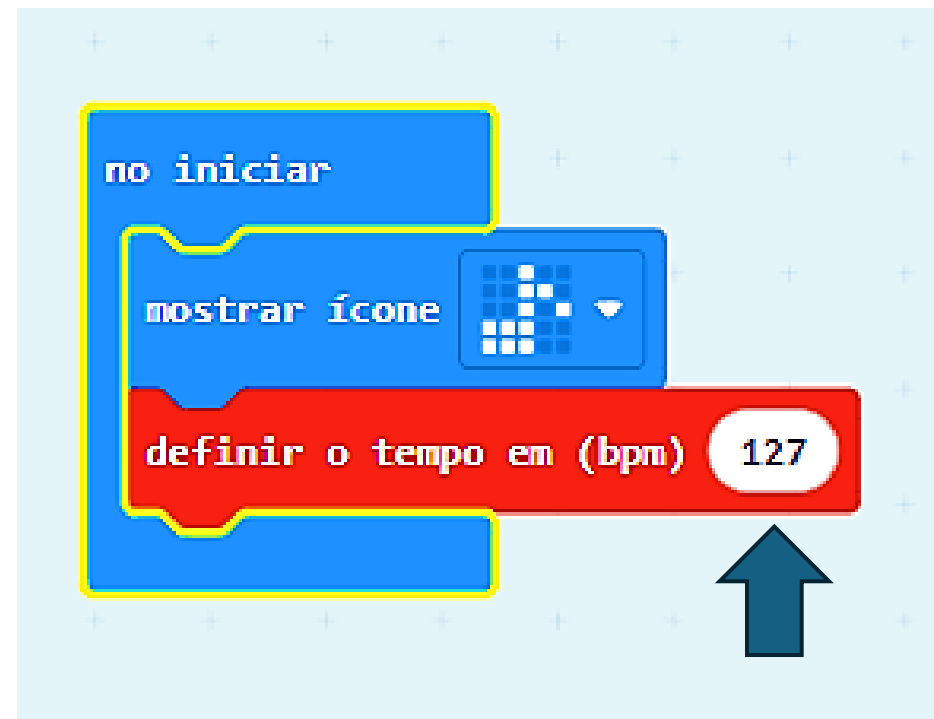 no iniciar
mostrar ícone
definir o tempo em (bpm) 127